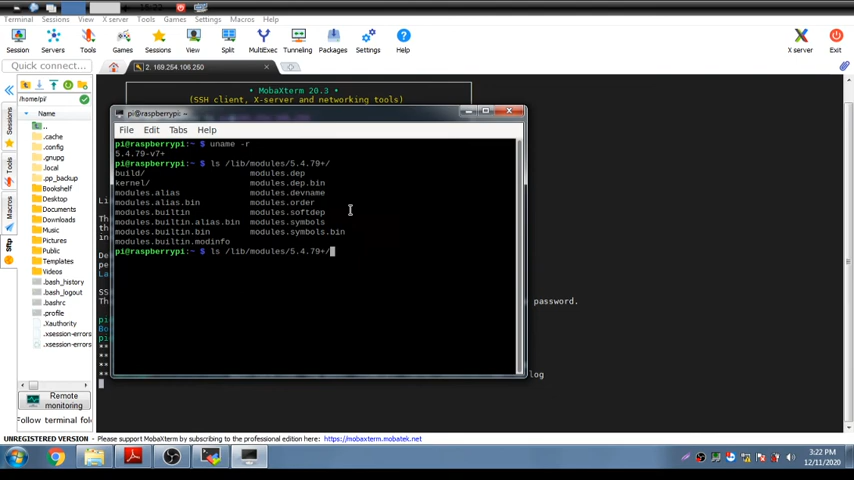 Terminal Sessions View X server Tools Games Settings Macros Help
Session Servers Tools Games Sessions View Split MultiExec Tunneling Packages Settings Help X server Exit
Quick connect...
2. 169.254.106.250
/home/pi/
Name
..
.cache
.config
.gnupg
.local
.pp_backup
Bookshelf
Desktop
Documents
Downloads
Music
Pictures
Public
Templates
Videos
.bash_history
.bash_logout
.bashrc
.profile
.Xauthority
.xsession-errors
.xsession-errors
Sessions
Tools
Macros
Sftp
Remote
monitoring
Follow terminal fol
• MobaXterm 20.3 •
(SSH client, X-server and networking tools)
pi@raspberrypi: ~
File Edit Tabs Help
pi@raspberrypi:~ $ uname -r
5.4.79-v7+
pi@raspberrypi:~ $ ls /lib/modules/5.4.79+/
build/ modules.dep
kernel/ modules.dep.bin
modules.alias modules.devname
modules.alias.bin modules.order
modules.builtin modules.softdep
modules.builtin.alias.bin modules.symbols
modules.builtin.bin modules.symbols.bin
modules.builtin.modinfo
pi@raspberrypi:~ $ ls /lib/modules/5.4.79+/
password.
log
UNREGISTERED VERSION - Please support MobaXterm by subscribing to the professional edition here: https://mobaxterm.mobatek.net
3:22 PM
12/11/2020